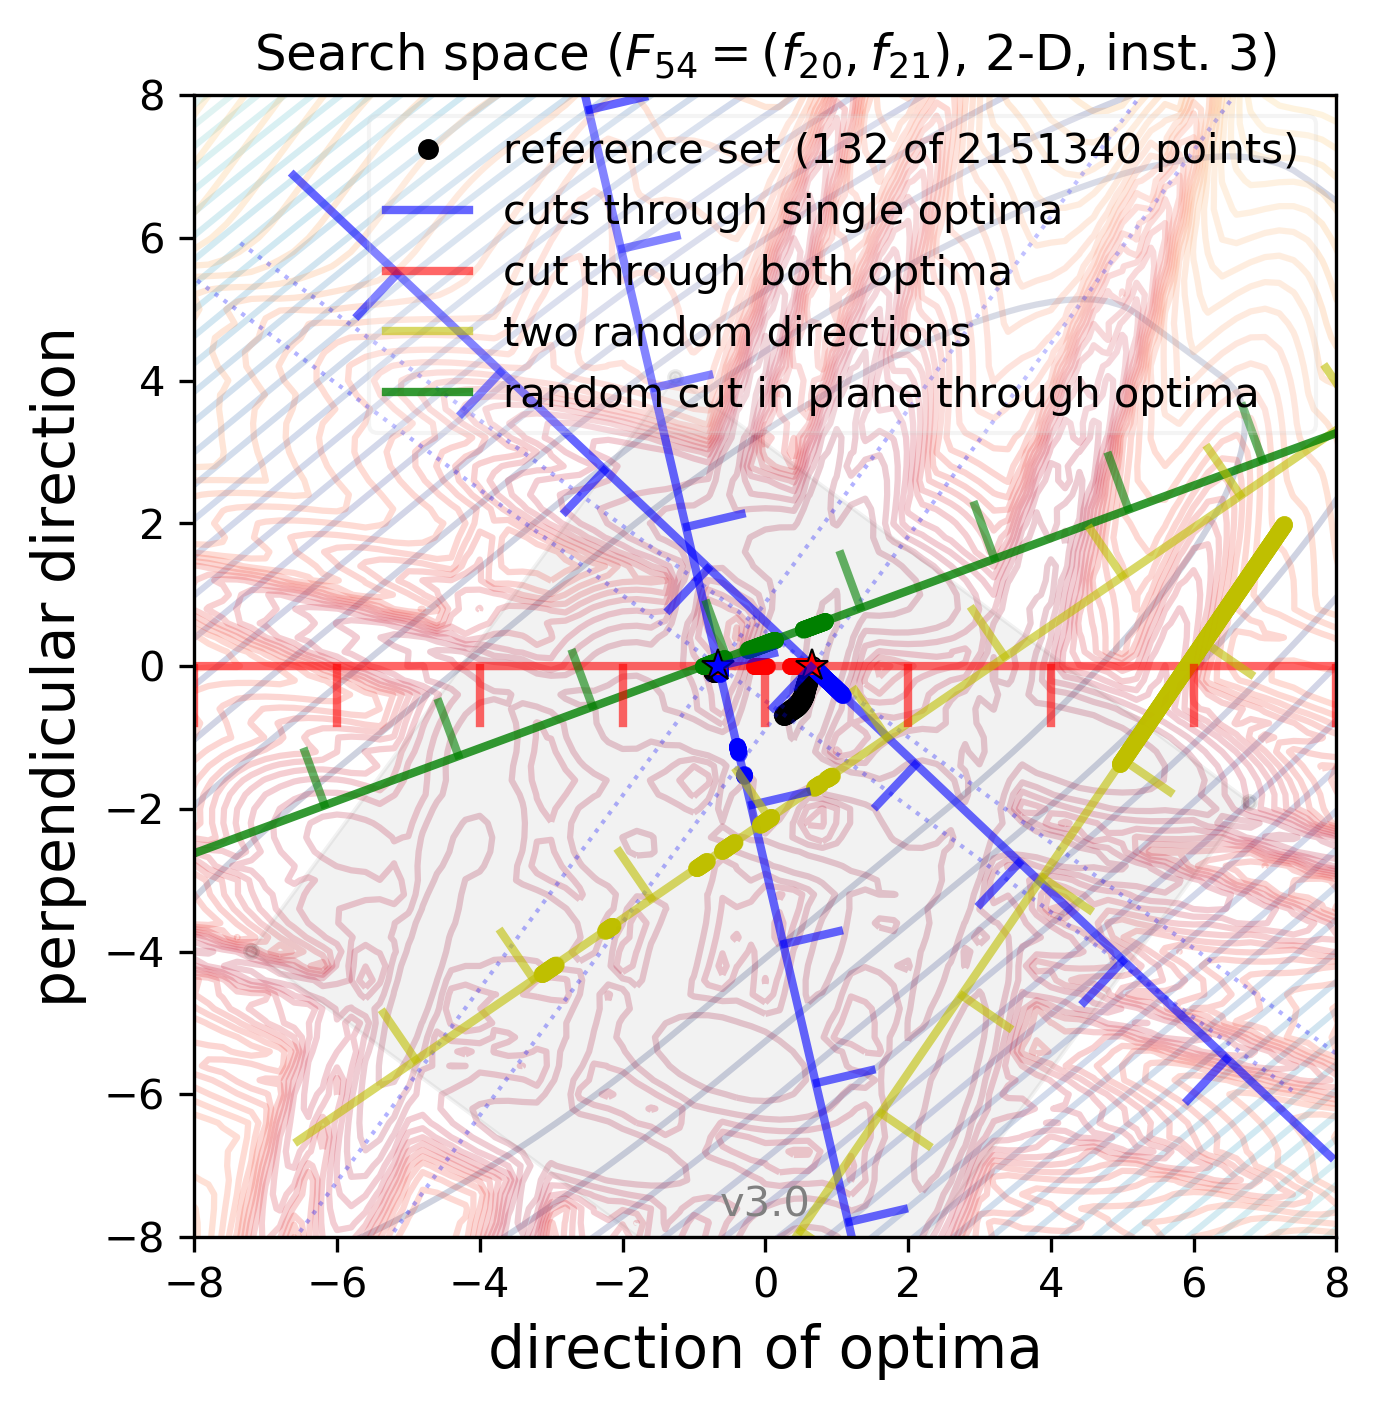 Search space (F54 = (f20, f21), 2-D, inst. 3)
reference set (132 of 2151340 points)
cuts through single optima
cut through both optima
two random directions
random cut in plane through optima
8
6
4
2
0
−2
−4
−6
−8
perpendicular direction
v3.0
−8 −6 −4 −2 0 2 4 6 8
direction of optima